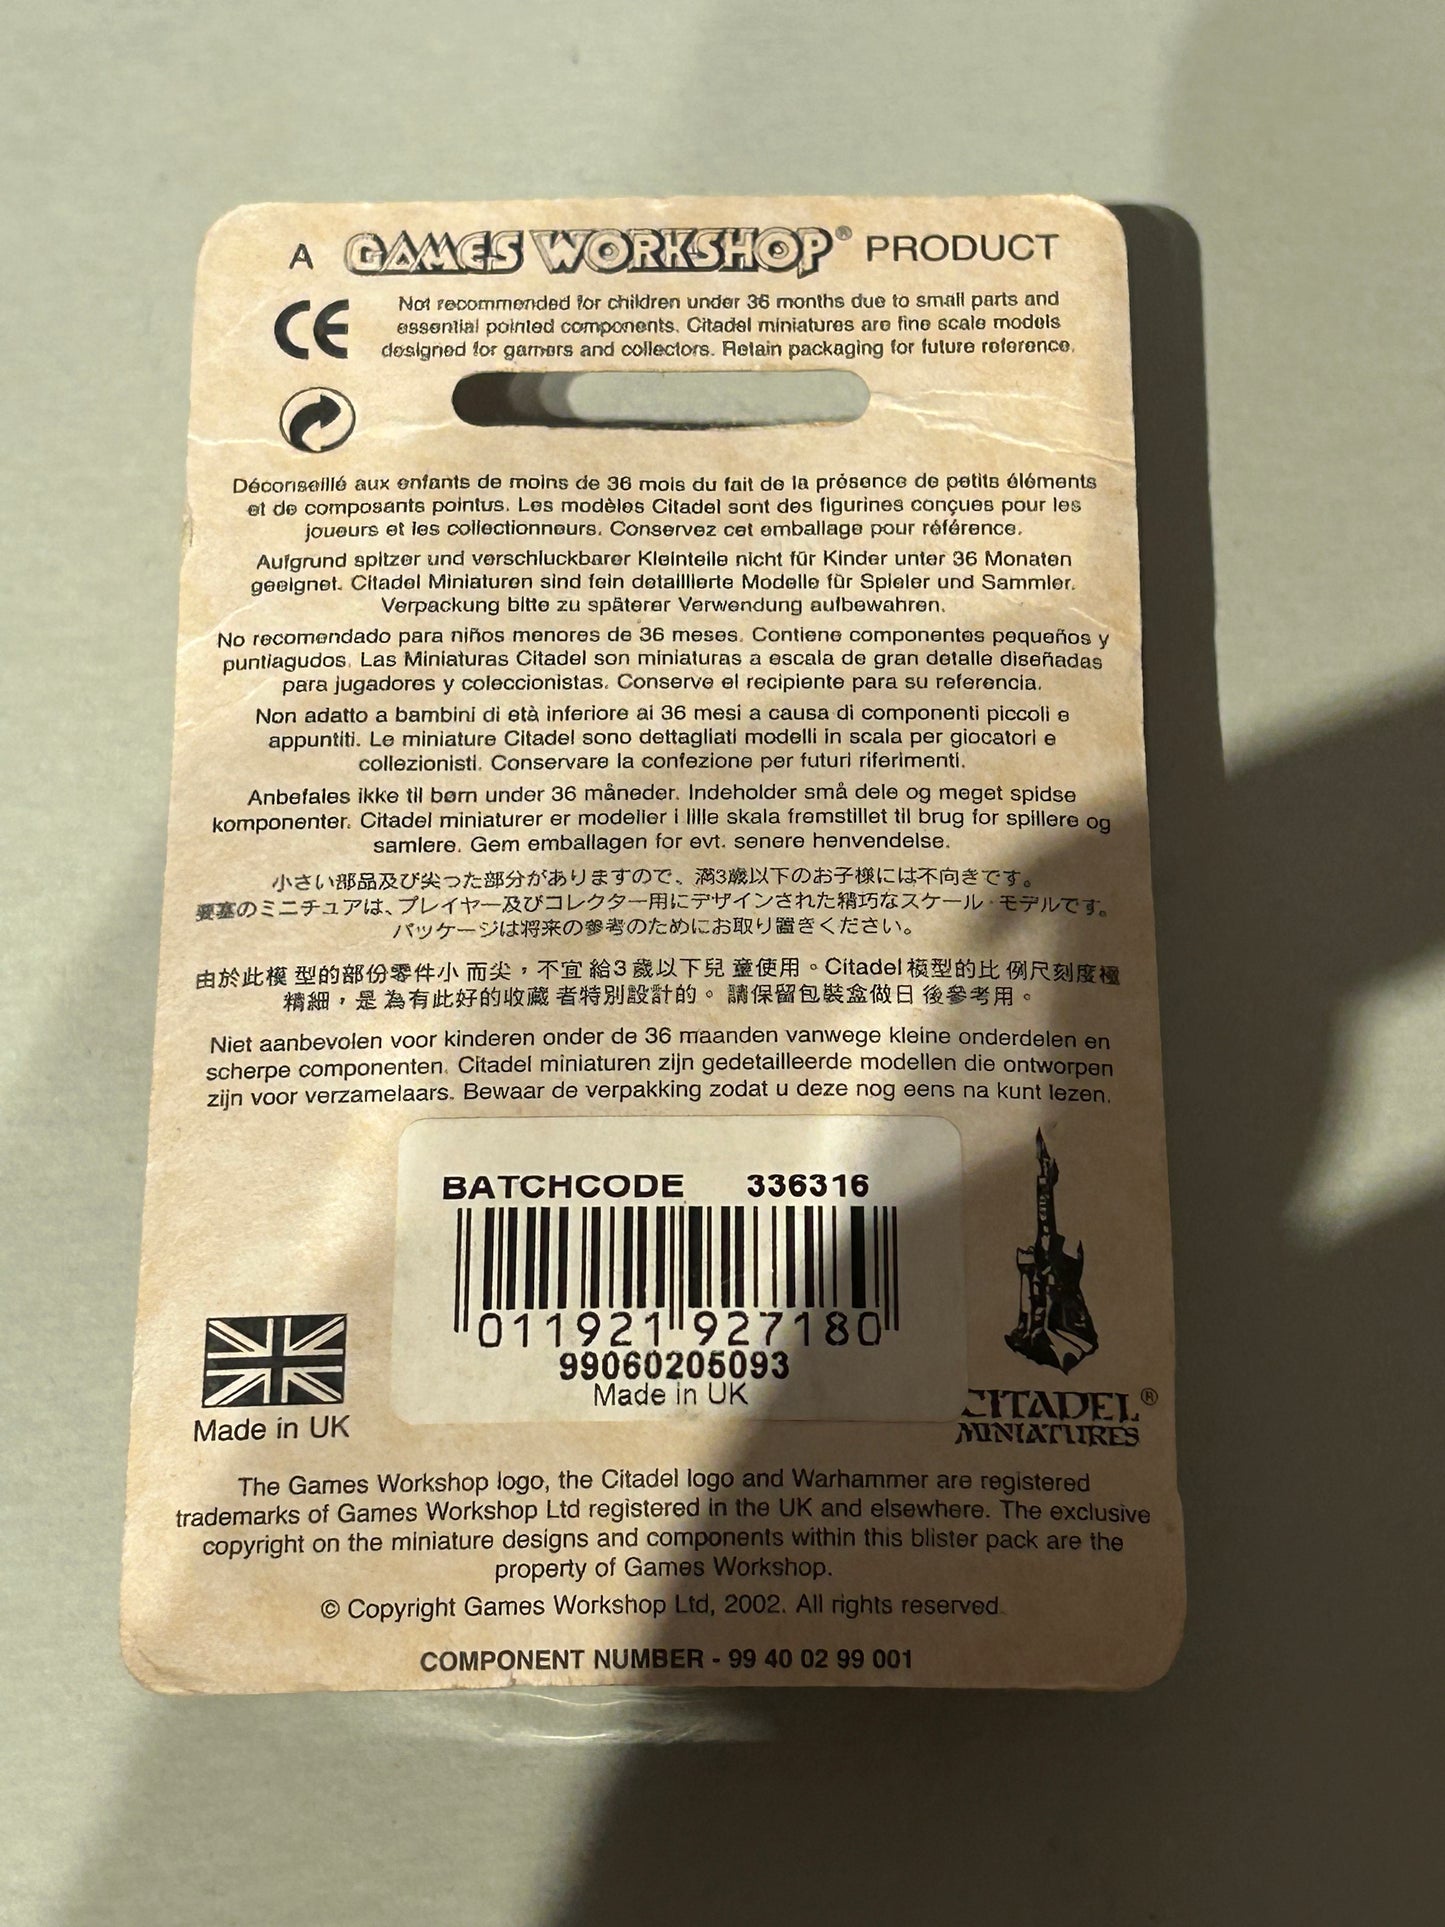 A GAMES WORKSHOP® PRODUCT
CE
Not recommended for children under 36 months due to small parts and
essential pointed components. Citadel miniatures are fine scale models
designed for gamers and collectors. Retain packaging for future reference.
Déconseillé aux enfants de moins de 36 mois du fait de la présence de petits éléments
et de composants pointus. Les modèles Citadel sont des figurines conçues pour les
joueurs et les collectionneurs. Conservez cet emballage pour référence.
Aufgrund spitzer und verschluckbarer Kleinteile nicht für Kinder unter 36 Monaten
geeignet. Citadel Miniaturen sind fein detaillierte Modelle für Spieler und Sammler.
Verpackung bitte zu späterer Verwendung aufbewahren.
No recomendado para niños menores de 36 meses. Contiene componentes pequeños y
puntiagudos. Las Miniaturas Citadel son miniaturas a escala de gran detalle diseñadas
para jugadores y coleccionistas. Conserve el recipiente para su referencia.
Non adatto a bambini di età inferiore ai 36 mesi a causa di componenti piccoli e
appuntiti. Le miniature Citadel sono dettagliati modelli in scala per giocatori e
collezionisti. Conservare la confezione per futuri riferimenti.
Anbefales ikke til børn under 36 måneder. Indeholder små dele og meget spidse
komponenter. Citadel miniaturer er modeller i lille skala fremstillet til brug for spillere og
samlere. Gem emballagen for evt. senere henvendelse.
小さい部品及び尖った部分がありますので、満3歳以下のお子様には不向きです。
要塞のミニチュアは、プレイヤー及びコレクター用にデザインされた精巧なスケール・モデルです。
パッケージは将来の参考のためにお取り置きください。
由於此模 型的部份零件小 而尖，不宜 給3 歲以下兒 童使用。Citadel 模型的比 例尺刻度極
精細，是 為有此好的收藏 者特別設計的。 請保留包裝盒做日 後參考用。
Niet aanbevolen voor kinderen onder de 36 maanden vanwege kleine onderdelen en
scherpe componenten. Citadel miniaturen zijn gedetailleerde modellen die ontworpen
zijn voor verzamelaars. Bewaar de verpakking zodat u deze nog eens na kunt lezen.
BATCHCODE 336316
011921 927180
99060205093
Made in UK
Made in UK
CITADEL®
MINIATURES
The Games Workshop logo, the Citadel logo and Warhammer are registered
trademarks of Games Workshop Ltd registered in the UK and elsewhere. The exclusive
copyright on the miniature designs and components within this blister pack are the
property of Games Workshop.
© Copyright Games Workshop Ltd, 2002. All rights reserved.
COMPONENT NUMBER - 99 40 02 99 001